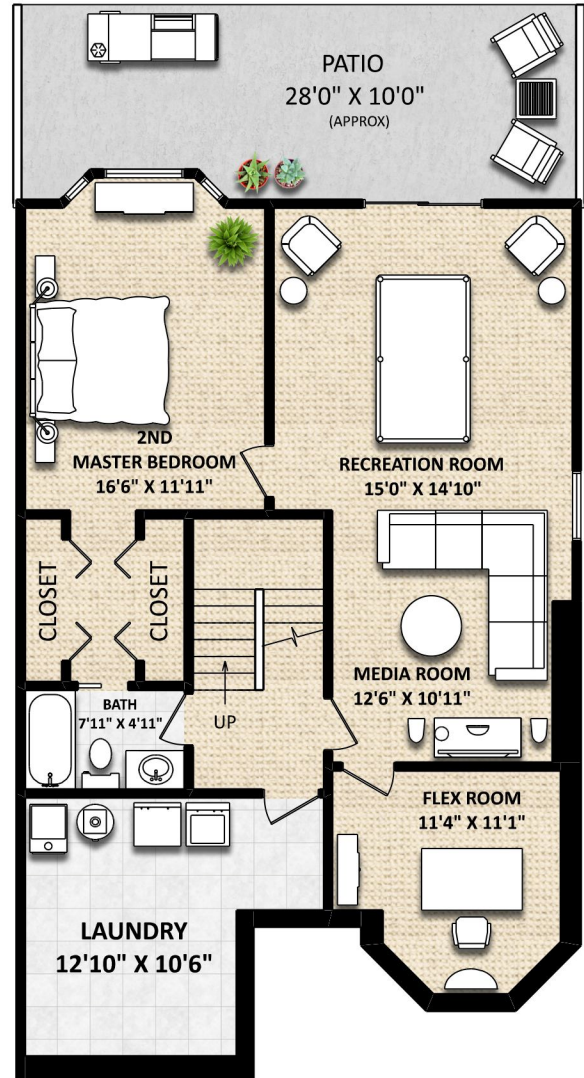 PATIO
28'0" X 10'0"
(APPROX)
2ND
MASTER BEDROOM
16'6" X 11'11"
RECREATION ROOM
15'0" X 14'10"
CLOSET
CLOSET
MEDIA ROOM
12'6" X 10'11"
BATH
7'11" X 4'11"
UP
FLEX ROOM
11'4" X 11'1"
LAUNDRY
12'10" X 10'6"